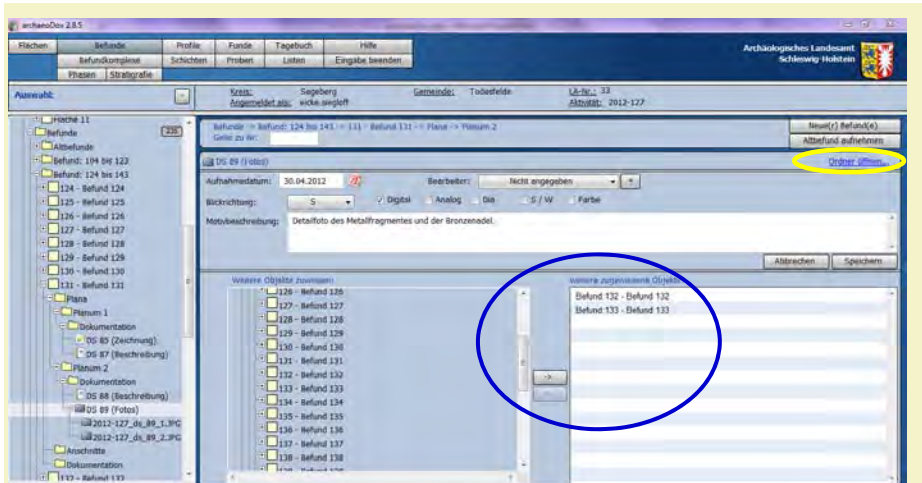 archaeoDox 2.8.5
Flächen Befunde Profile Funde Tagebuch Hilfe
Befundkomplexe Schichten Proben Listen Eingabe beenden
Phasen Stratigrafie
Archäologisches Landesamt
Schleswig-Holstein
Auswahl:
Kreis: Segeberg Gemeinde: Todesfelde LA-Nr.: 33
Angemeldet als: eicke siegloff Aktivität: 2012-127
Fläche 11
Befunde 235
Altbefunde
Befund: 104 bis 123
Befund: 124 bis 143
124 - Befund 124
125 - Befund 125
126 - Befund 126
127 - Befund 127
128 - Befund 128
129 - Befund 129
130 - Befund 130
131 - Befund 131
Plana
Planum 1
Dokumentation
DS 85 (Zeichnung)
DS 87 (Beschreibung)
Planum 2
Dokumentation
DS 88 (Beschreibung)
DS 89 (Fotos)
2012-127_ds_89_1.JPG
2012-127_ds_89_2.JPG
Anschnitte
Dokumentation
132 - Befund 132
Befunde -> Befund: 124 bis 143 -> 131 - Befund 131 -> Plana -> Planum 2
Gehe zu Nr:
Neue(r) Befund(e)
Altbefund aufnehmen
DS 89 (Fotos)
Ordner öffnen...
Aufnahmedatum: 30.04.2012 Bearbeiter: Nicht angegeben +
Blickrichtung: S Digital Analog Dia S / W Farbe
Motivbeschreibung: Detailfoto des Metallfragmentes und der Bronzenadel.
Abbrechen Speichern
Weitere Objekte zuweisen
126 - Befund 126
127 - Befund 127
128 - Befund 128
129 - Befund 129
130 - Befund 130
131 - Befund 131
132 - Befund 132
133 - Befund 133
134 - Befund 134
135 - Befund 135
136 - Befund 136
137 - Befund 137
138 - Befund 138
->
weitere zugewiesene Objekte
Befund 132 - Befund 132
Befund 133 - Befund 133